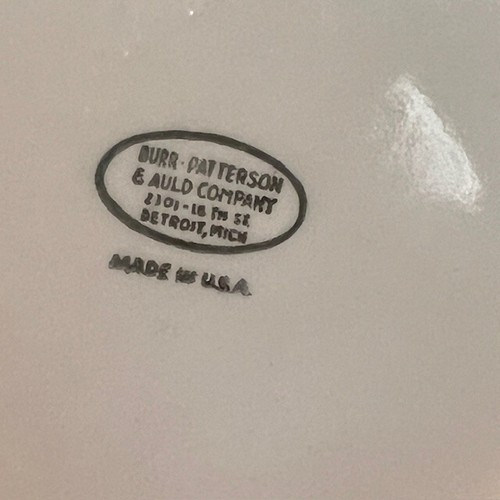 BURR-PATTERSON
& AULD COMPANY
2301-16 TH ST.
DETROIT, MICH
MADE IN U.S.A.